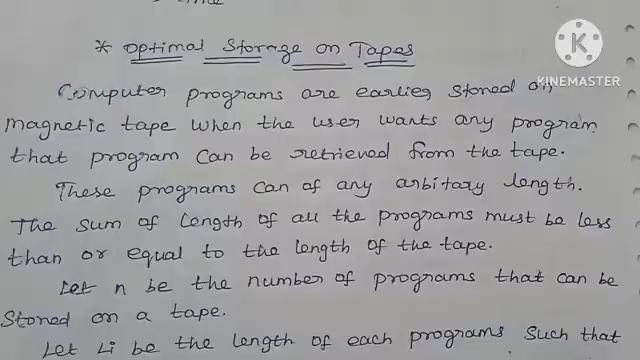 * Optimal Storage on Tapes
KINEMASTER
Computer programs are earlier stored on
magnetic tape when the user wants any program
that program can be retrieved from the tape.
These programs can of any arbitary length.
The sum of length of all the programs must be less
than or equal to the length of the tape.
Let n be the number of programs that can be
stored on a tape.
Let Li be the length of each programs such that